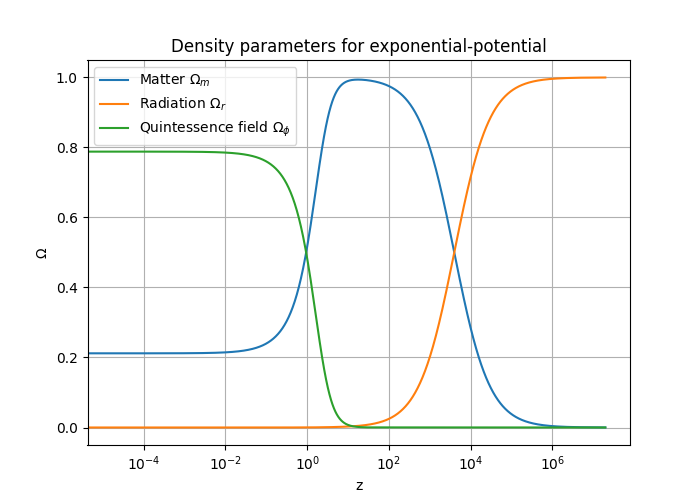 Density parameters for exponential-potential
Matter Ωₘ
Radiation Ωᵣ
Quintessence field Ω_ϕ
Ω
1.0
0.8
0.6
0.4
0.2
0.0
10⁻⁴ 10⁻² 10⁰ 10² 10⁴ 10⁶
z